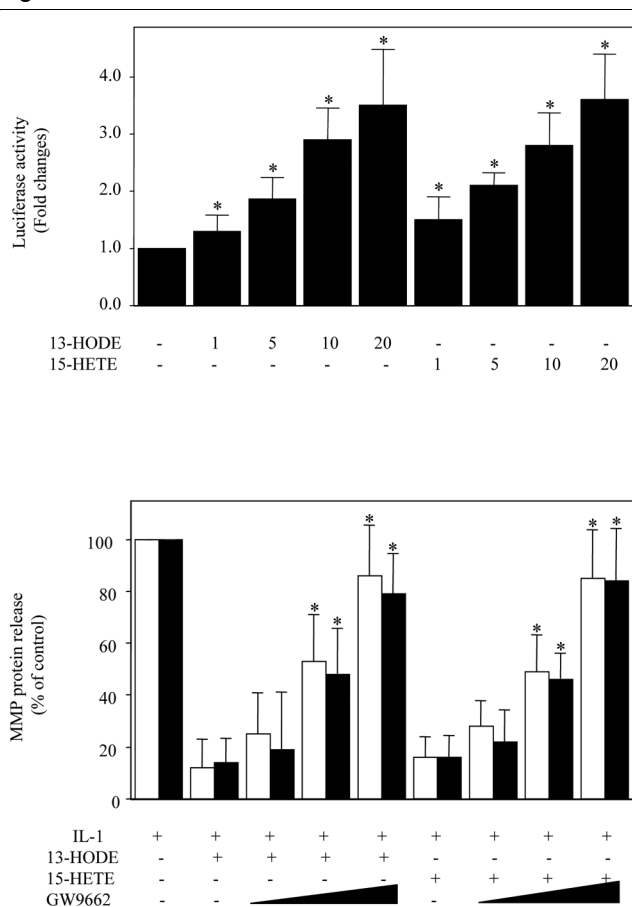 Luciferase activity
(Fold changes)
4.0
3.0
2.0
1.0
0.0
* * * * * * * *
13-HODE - 1 5 10 20 - - - -
15-HETE - - - - - 1 5 10 20
MMP protein release
(% of control)
100
80
60
40
20
0
* * * * * * * *
IL-1 + + + + + + + + +
13-HODE - + + + + - - - -
15-HETE - - - - - + + + +
GW9662 - - -